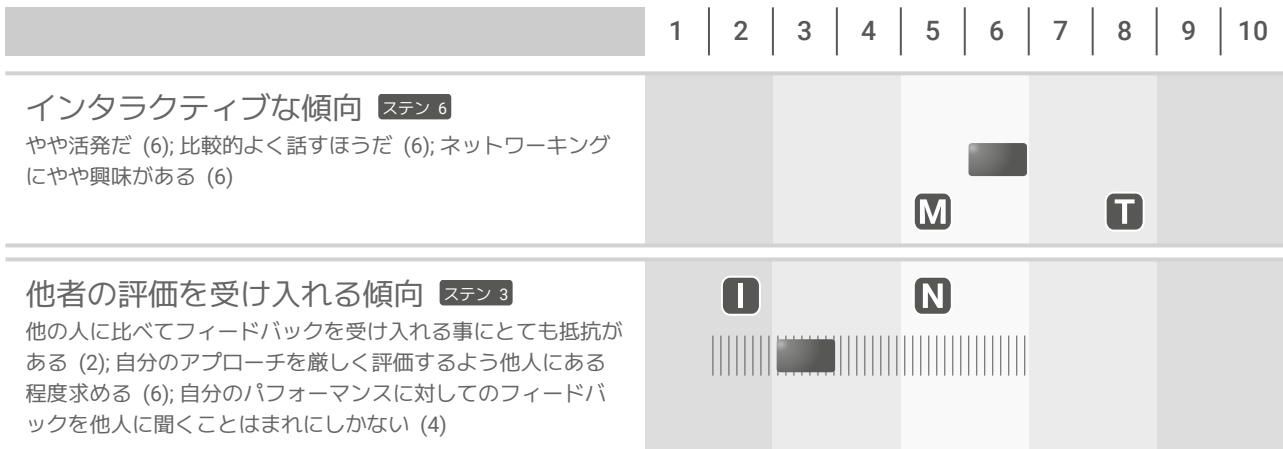 1 2 3 4 5 6 7 8 9 10
インタラクティブな傾向 ステン 6
やや活発だ (6); 比較的よく話すほうだ (6); ネットワーキング
にやや興味がある (6)
M T
他者の評価を受け入れる傾向 ステン 3
I N
他の人に比べてフィードバックを受け入れる事にとても抵抗が
ある (2); 自分のアプローチを厳しく評価するよう他人にある
程度求める (6); 自分のパフォーマンスに対してのフィードバ
ックを他人に聞くことはまれにしかない (4)